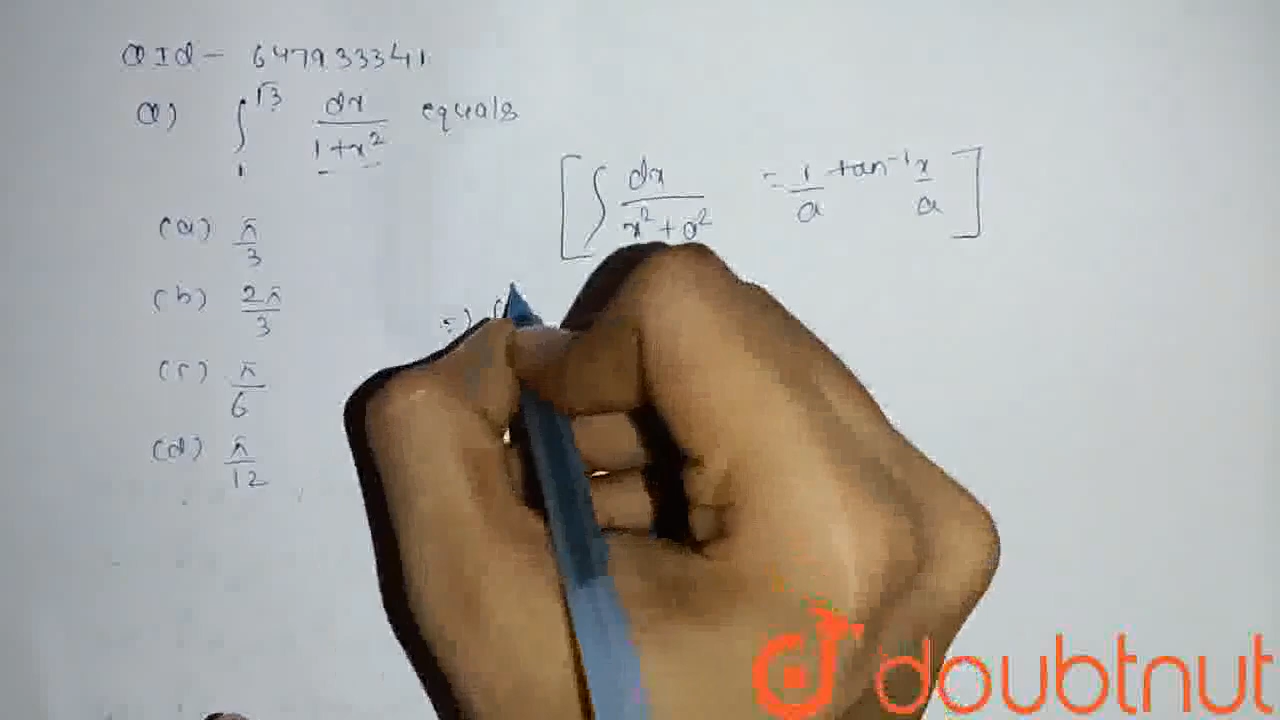 QId - 647933341
Q) ∫₁^√3 dx/(1+x²) equals
[∫ dx/(x²+a²) = 1/a tan⁻¹ x/a]
(a) π/3
(b) 2π/3
=) (
(c) π/6
(d) π/12
doubtnut